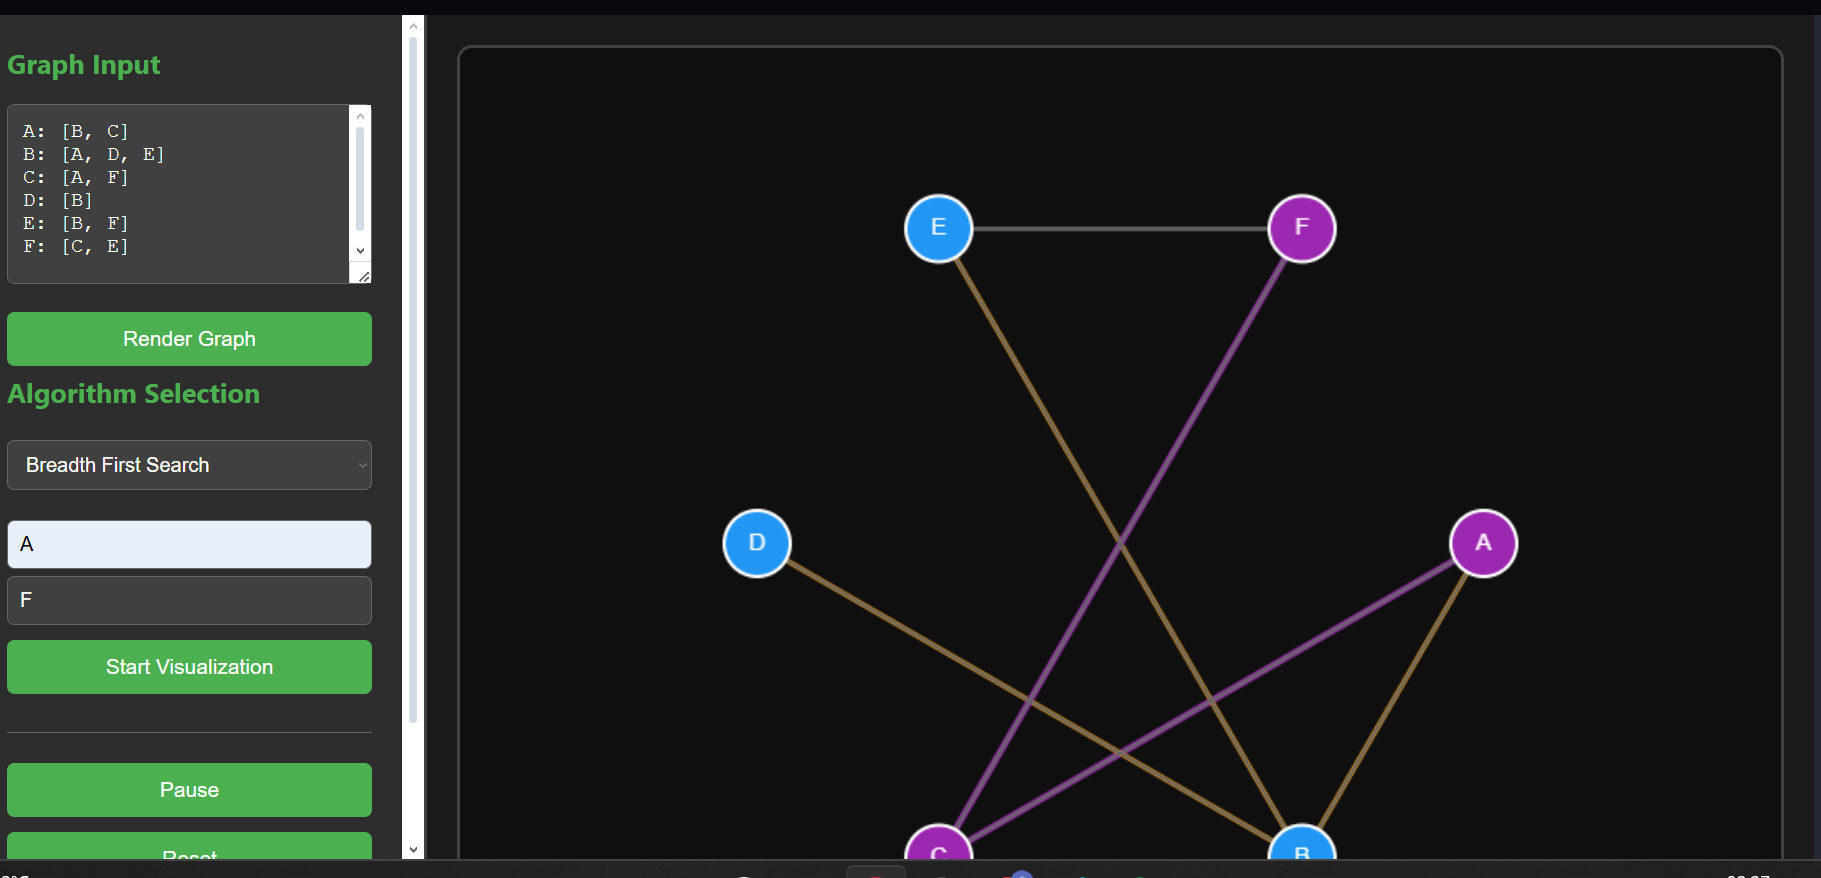 Graph Input
A: [B, C]
B: [A, D, E]
C: [A, F]
D: [B]
E: [B, F]
F: [C, E]
Render Graph
Algorithm Selection
Breadth First Search
A
F
Start Visualization
Pause
Reset
E
F
D
A
C
B